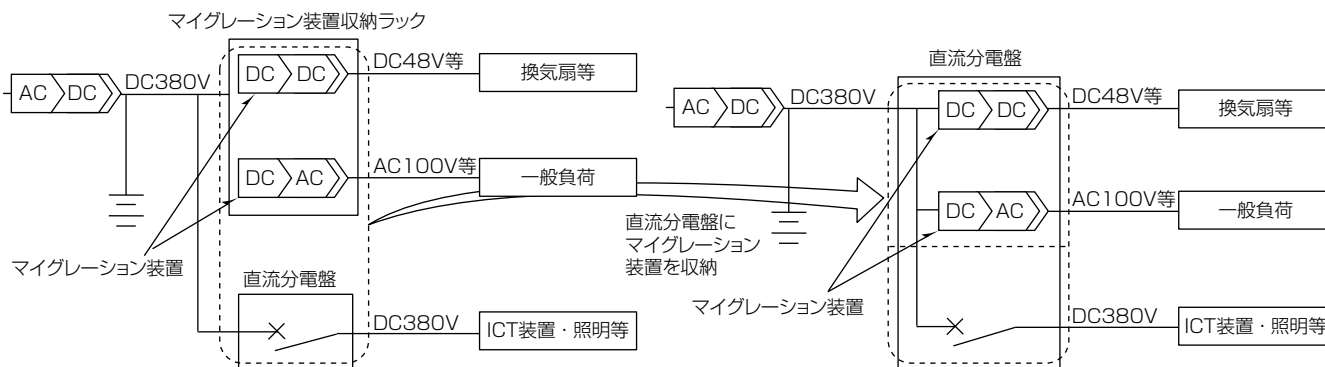 マイグレーション装置収納ラック
AC DC
DC380V
DC DC
DC48V等
換気扇等
DC AC
AC100V等
一般負荷
マイグレーション装置
直流分電盤
DC380V
ICT装置・照明等
直流分電盤に
マイグレーション
装置を収納
直流分電盤
AC DC
DC380V
DC DC
DC48V等
換気扇等
DC AC
AC100V等
一般負荷
マイグレーション装置
DC380V
ICT装置・照明等